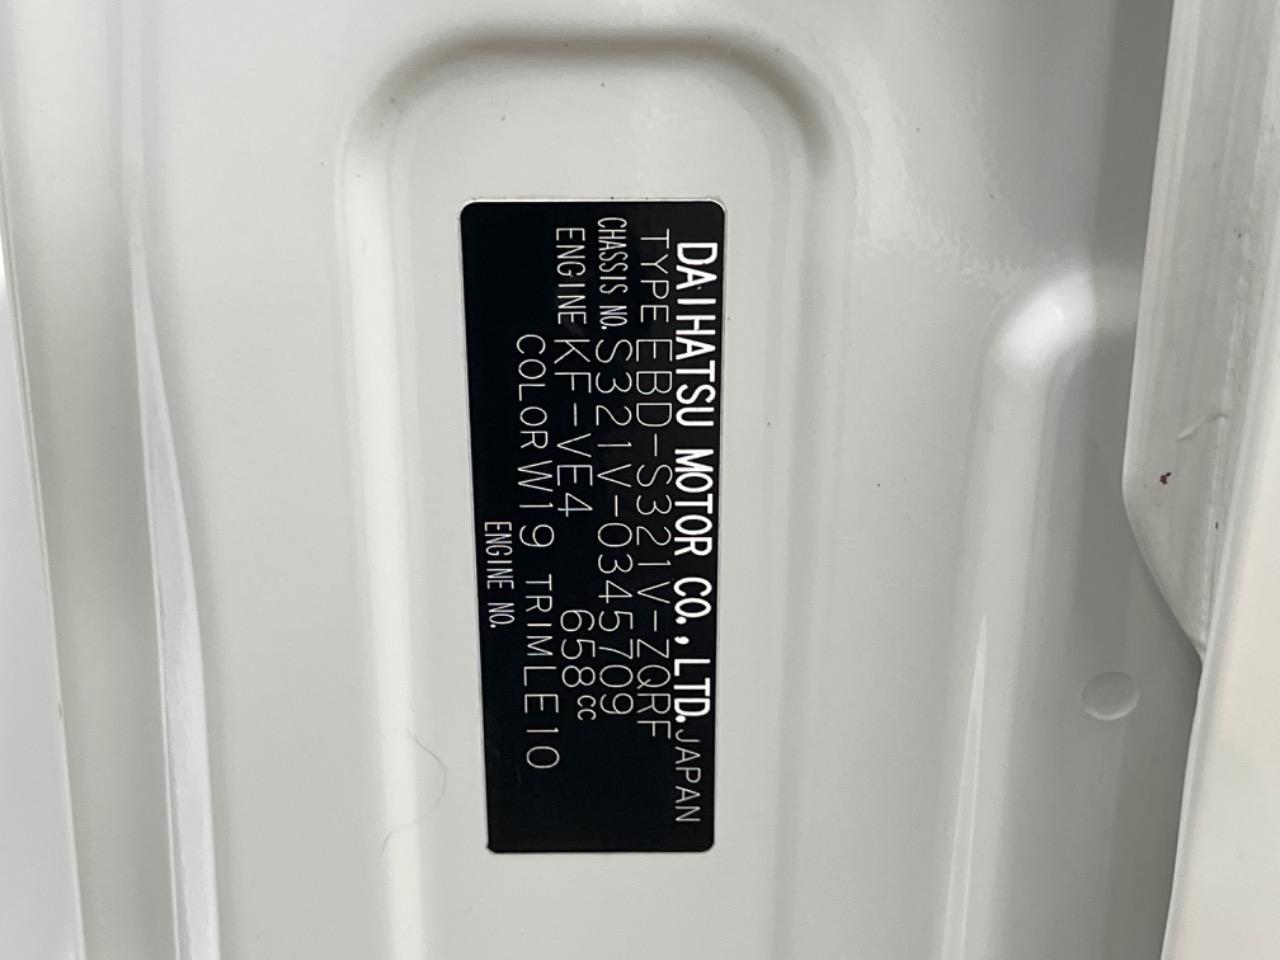 DAIHATSU MOTOR CO., LTD. JAPAN
TYPE EBD-S321V-ZQRF
CHASSIS NO. S321V-0345709
ENGINE KF-VE4 658cc
COLOR W19 TRIM LE10
ENGINE NO.